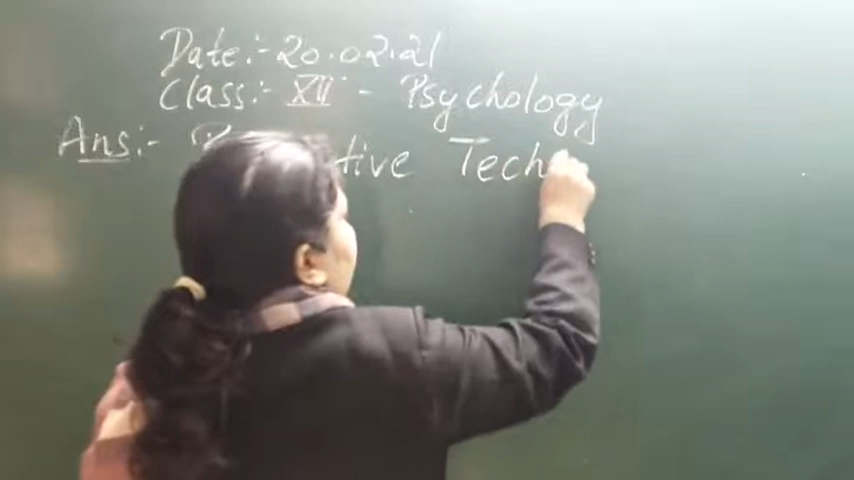 Date:- 20.02.21
Class:- XII - Psychology
Ans:- tive Tech